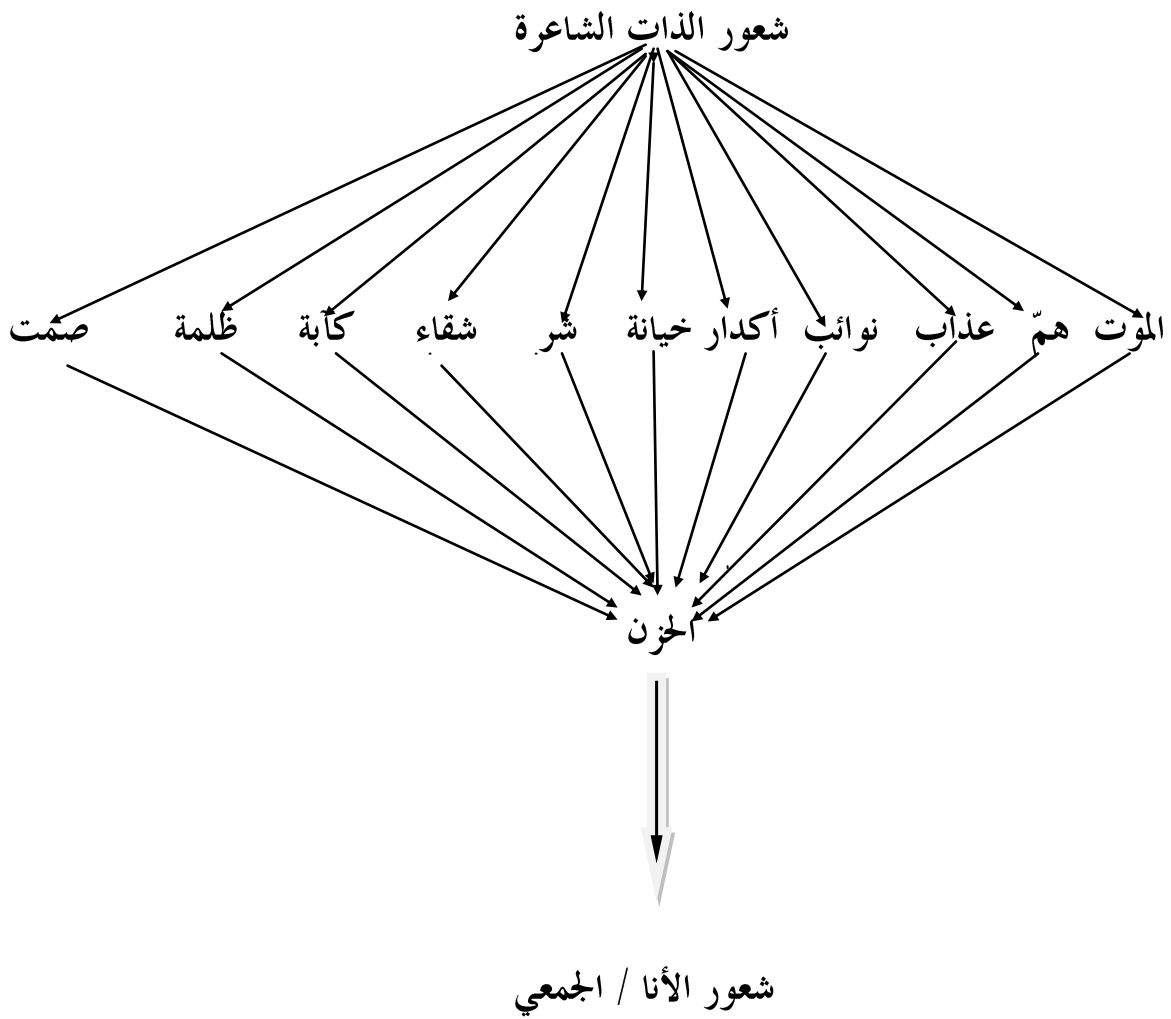 شعور الذات الشاعرة
الموت همّ عذاب نوائب أكدار خيانة شر شقاء كآبة ظلمة صمت
الحزن
شعور الأنا / الجمعي